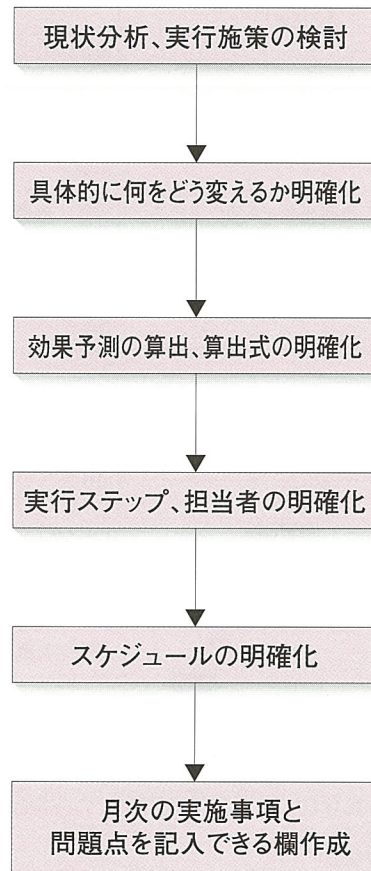 現状分析、実行施策の検討
具体的に何をどう変えるか明確化
効果予測の算出、算出式の明確化
実行ステップ、担当者の明確化
スケジュールの明確化
月次の実施事項と
問題点を記入できる欄作成